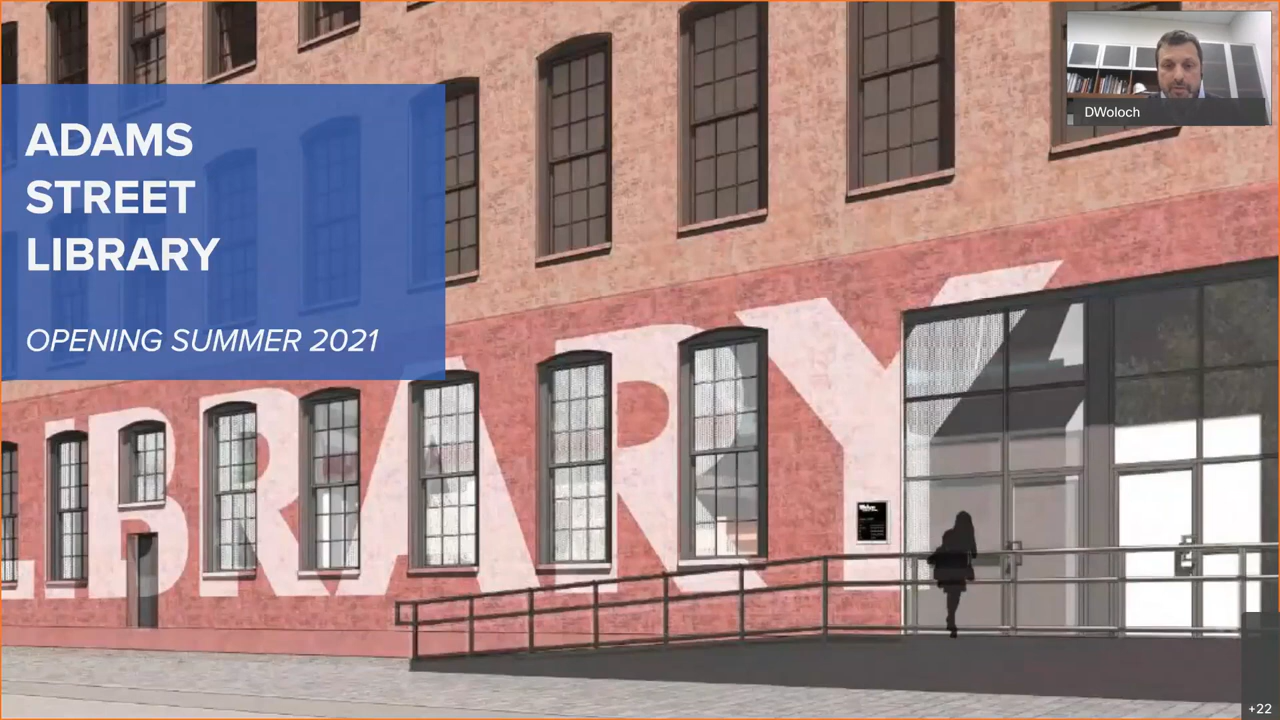 ADAMS
STREET
LIBRARY
OPENING SUMMER 2021
DWoloch
LIBRARY
+22